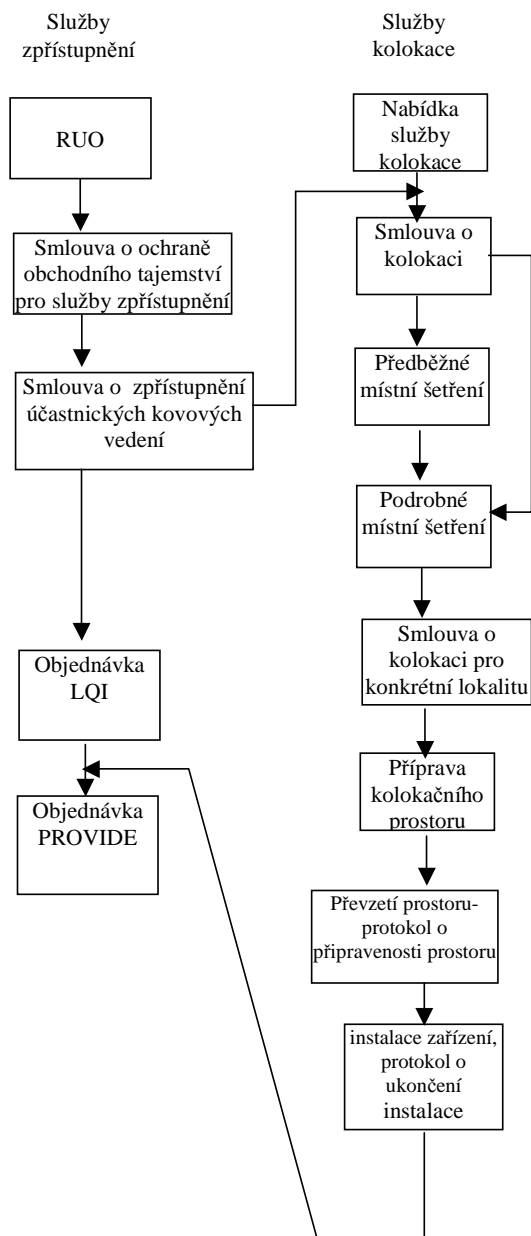 Služby
zpřístupnění
RUO
Smlouva o ochraně
obchodního tajemství
pro služby zpřístupnění
Smlouva o zpřístupnění
účastnických kovových
vedení
Objednávka
LQI
Objednávka
PROVIDE
Služby
kolokace
Nabídka
služby
kolokace
Smlouva o
kolokaci
Předběžné
místní šetření
Podrobné
místní šetření
Smlouva o
kolokaci pro
konkrétní lokalitu
Příprava
kolokačního
prostoru
Převzetí prostoru-
protokol o
připravenosti prostoru
instalace zařízení,
protokol o
ukončení
instalace